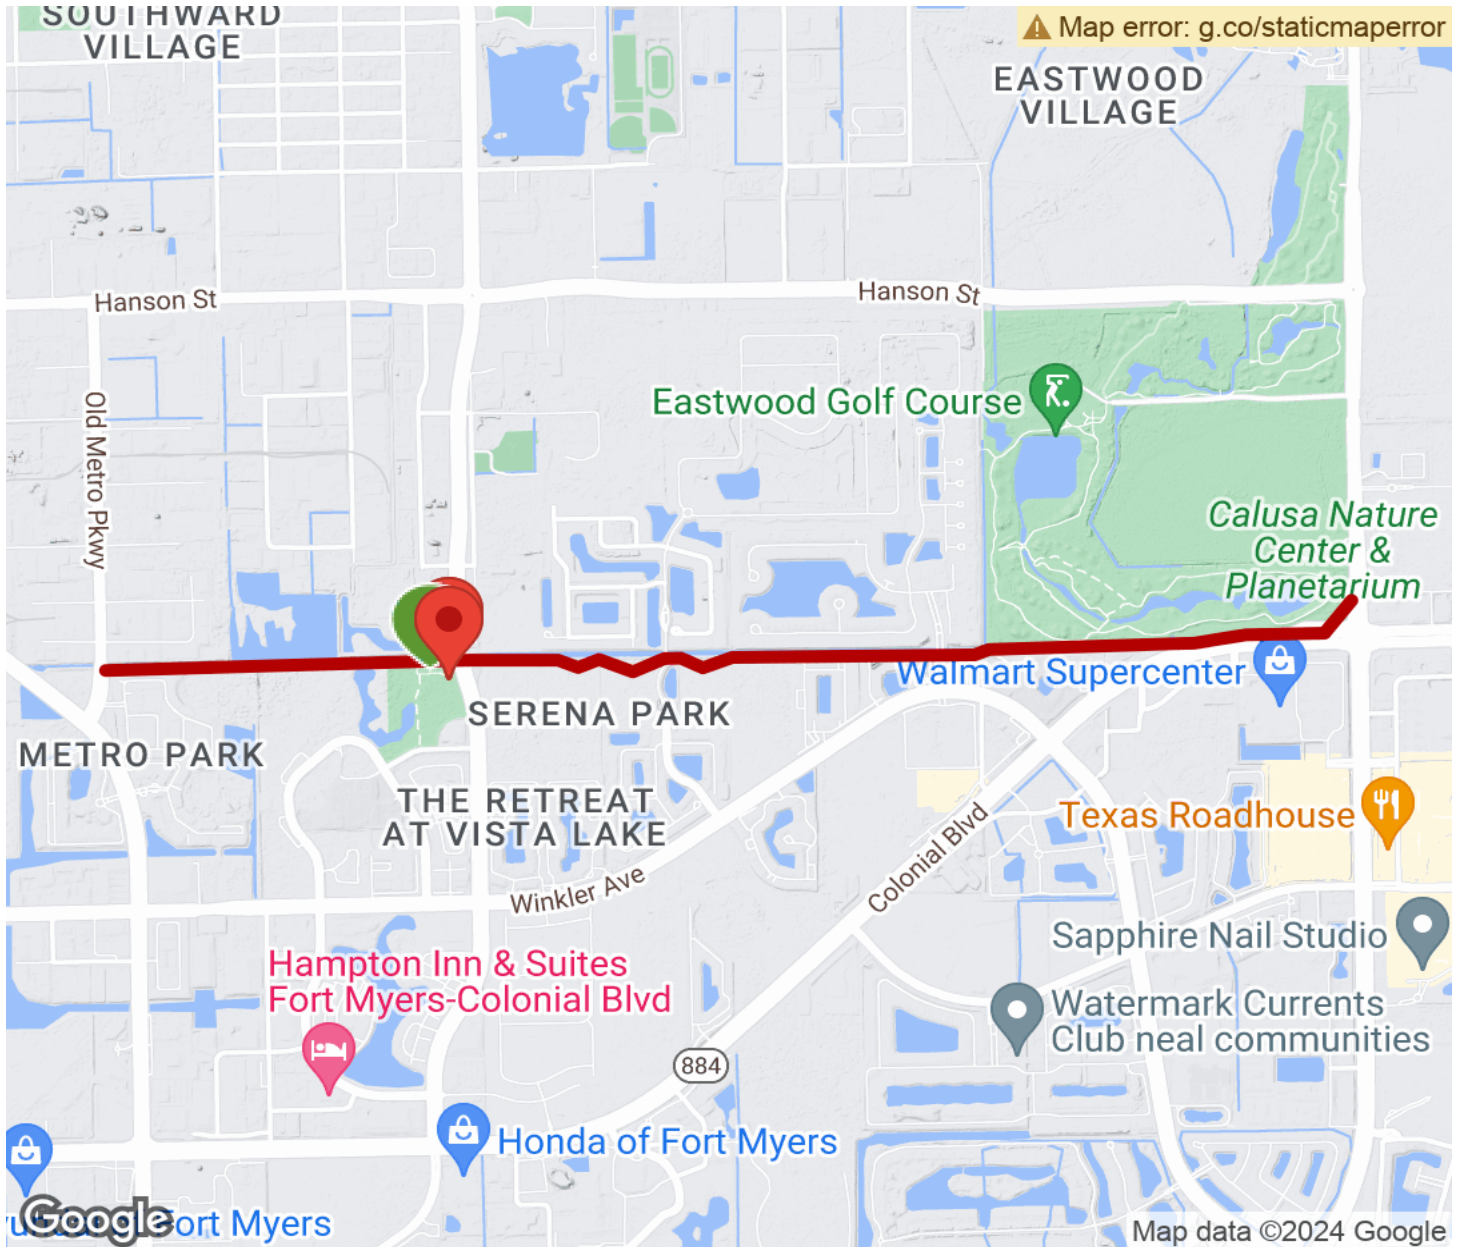 SOUTHWARD
VILLAGE
Map error: g.co/staticmaperror
EASTWOOD
VILLAGE
Hanson St
Hanson St
Old Metro Pkwy
Eastwood Golf Course
Calusa Nature
Center &
Planetarium
Walmart Supercenter
SERENA PARK
METRO PARK
THE RETREAT
AT VISTA LAKE
Texas Roadhouse
Colonial Blvd
Winkler Ave
Sapphire Nail Studio
Hampton Inn & Suites
Fort Myers-Colonial Blvd
Watermark Currents
Club neal communities
884
Honda of Fort Myers
Google
Fort Myers
Map data ©2024 Google